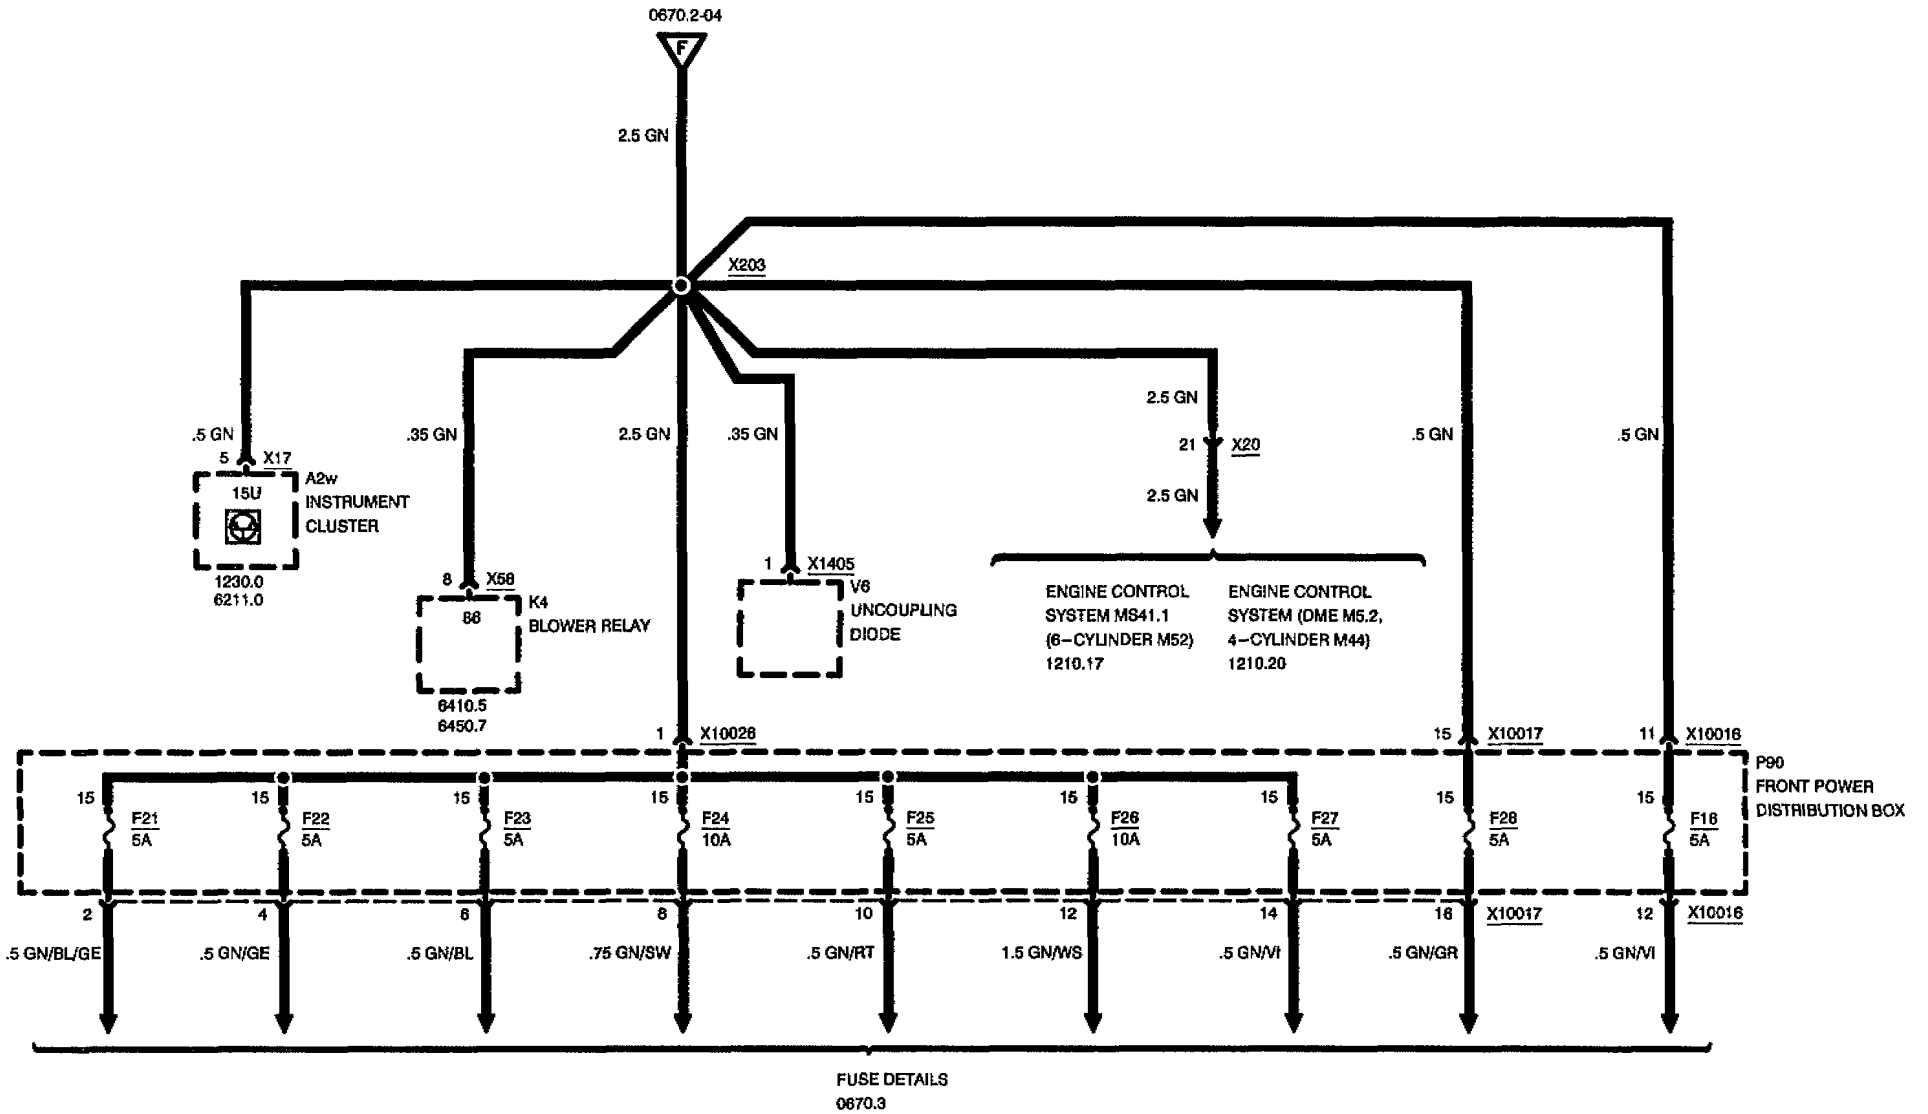 0670.2-04
F
2.5 GN
X203
.5 GN
.35 GN
2.5 GN
.35 GN
2.5 GN
.5 GN
.5 GN
5 X17
21 X20
2.5 GN
A2w
INSTRUMENT
CLUSTER
15U
1230.0
6211.0
8 X58
86
K4
BLOWER RELAY
6410.5
6450.7
1 X1405
V6
UNCOUPLING
DIODE
ENGINE CONTROL
SYSTEM MS41.1
(6-CYLINDER M52)
1210.17
ENGINE CONTROL
SYSTEM (DME M5.2,
4-CYLINDER M44)
1210.20
1 X10026
15 X10017
11 X10016
P90
FRONT POWER
DISTRIBUTION BOX
15 15 15 15 15 15 15 15 15
F21
5A
F22
5A
F23
5A
F24
10A
F25
5A
F26
10A
F27
5A
F28
5A
F18
5A
2 4 6 8 10 12 14 16 X10017 12 X10016
.5 GN/BL/GE
.5 GN/GE
.5 GN/BL
.75 GN/SW
.5 GN/RT
1.5 GN/WS
.5 GN/VI
.5 GN/GR
.5 GN/VI
FUSE DETAILS
0670.3